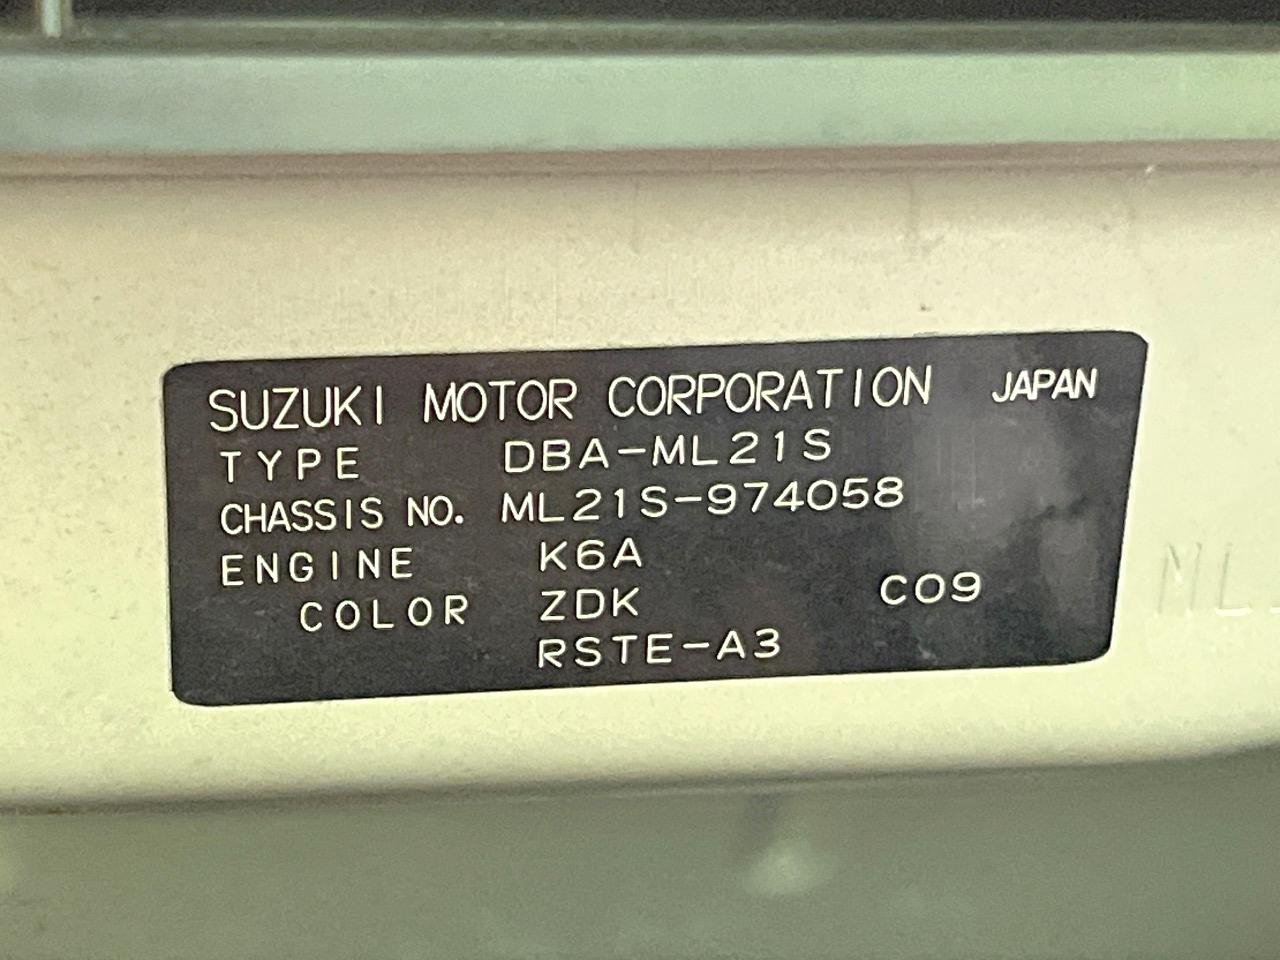 SUZUKI MOTOR CORPORATION JAPAN
TYPE DBA-ML21S
CHASSIS NO. ML21S-974058
ENGINE K6A
COLOR ZDK C09
RSTE-A3